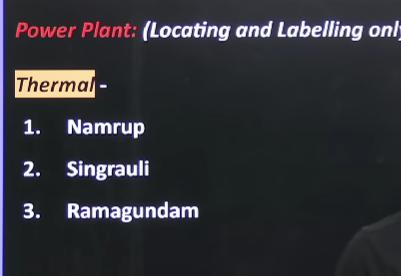 Power Plant: (Locating and Labelling only
Thermal -
1. Namrup
2. Singrauli
3. Ramagundam